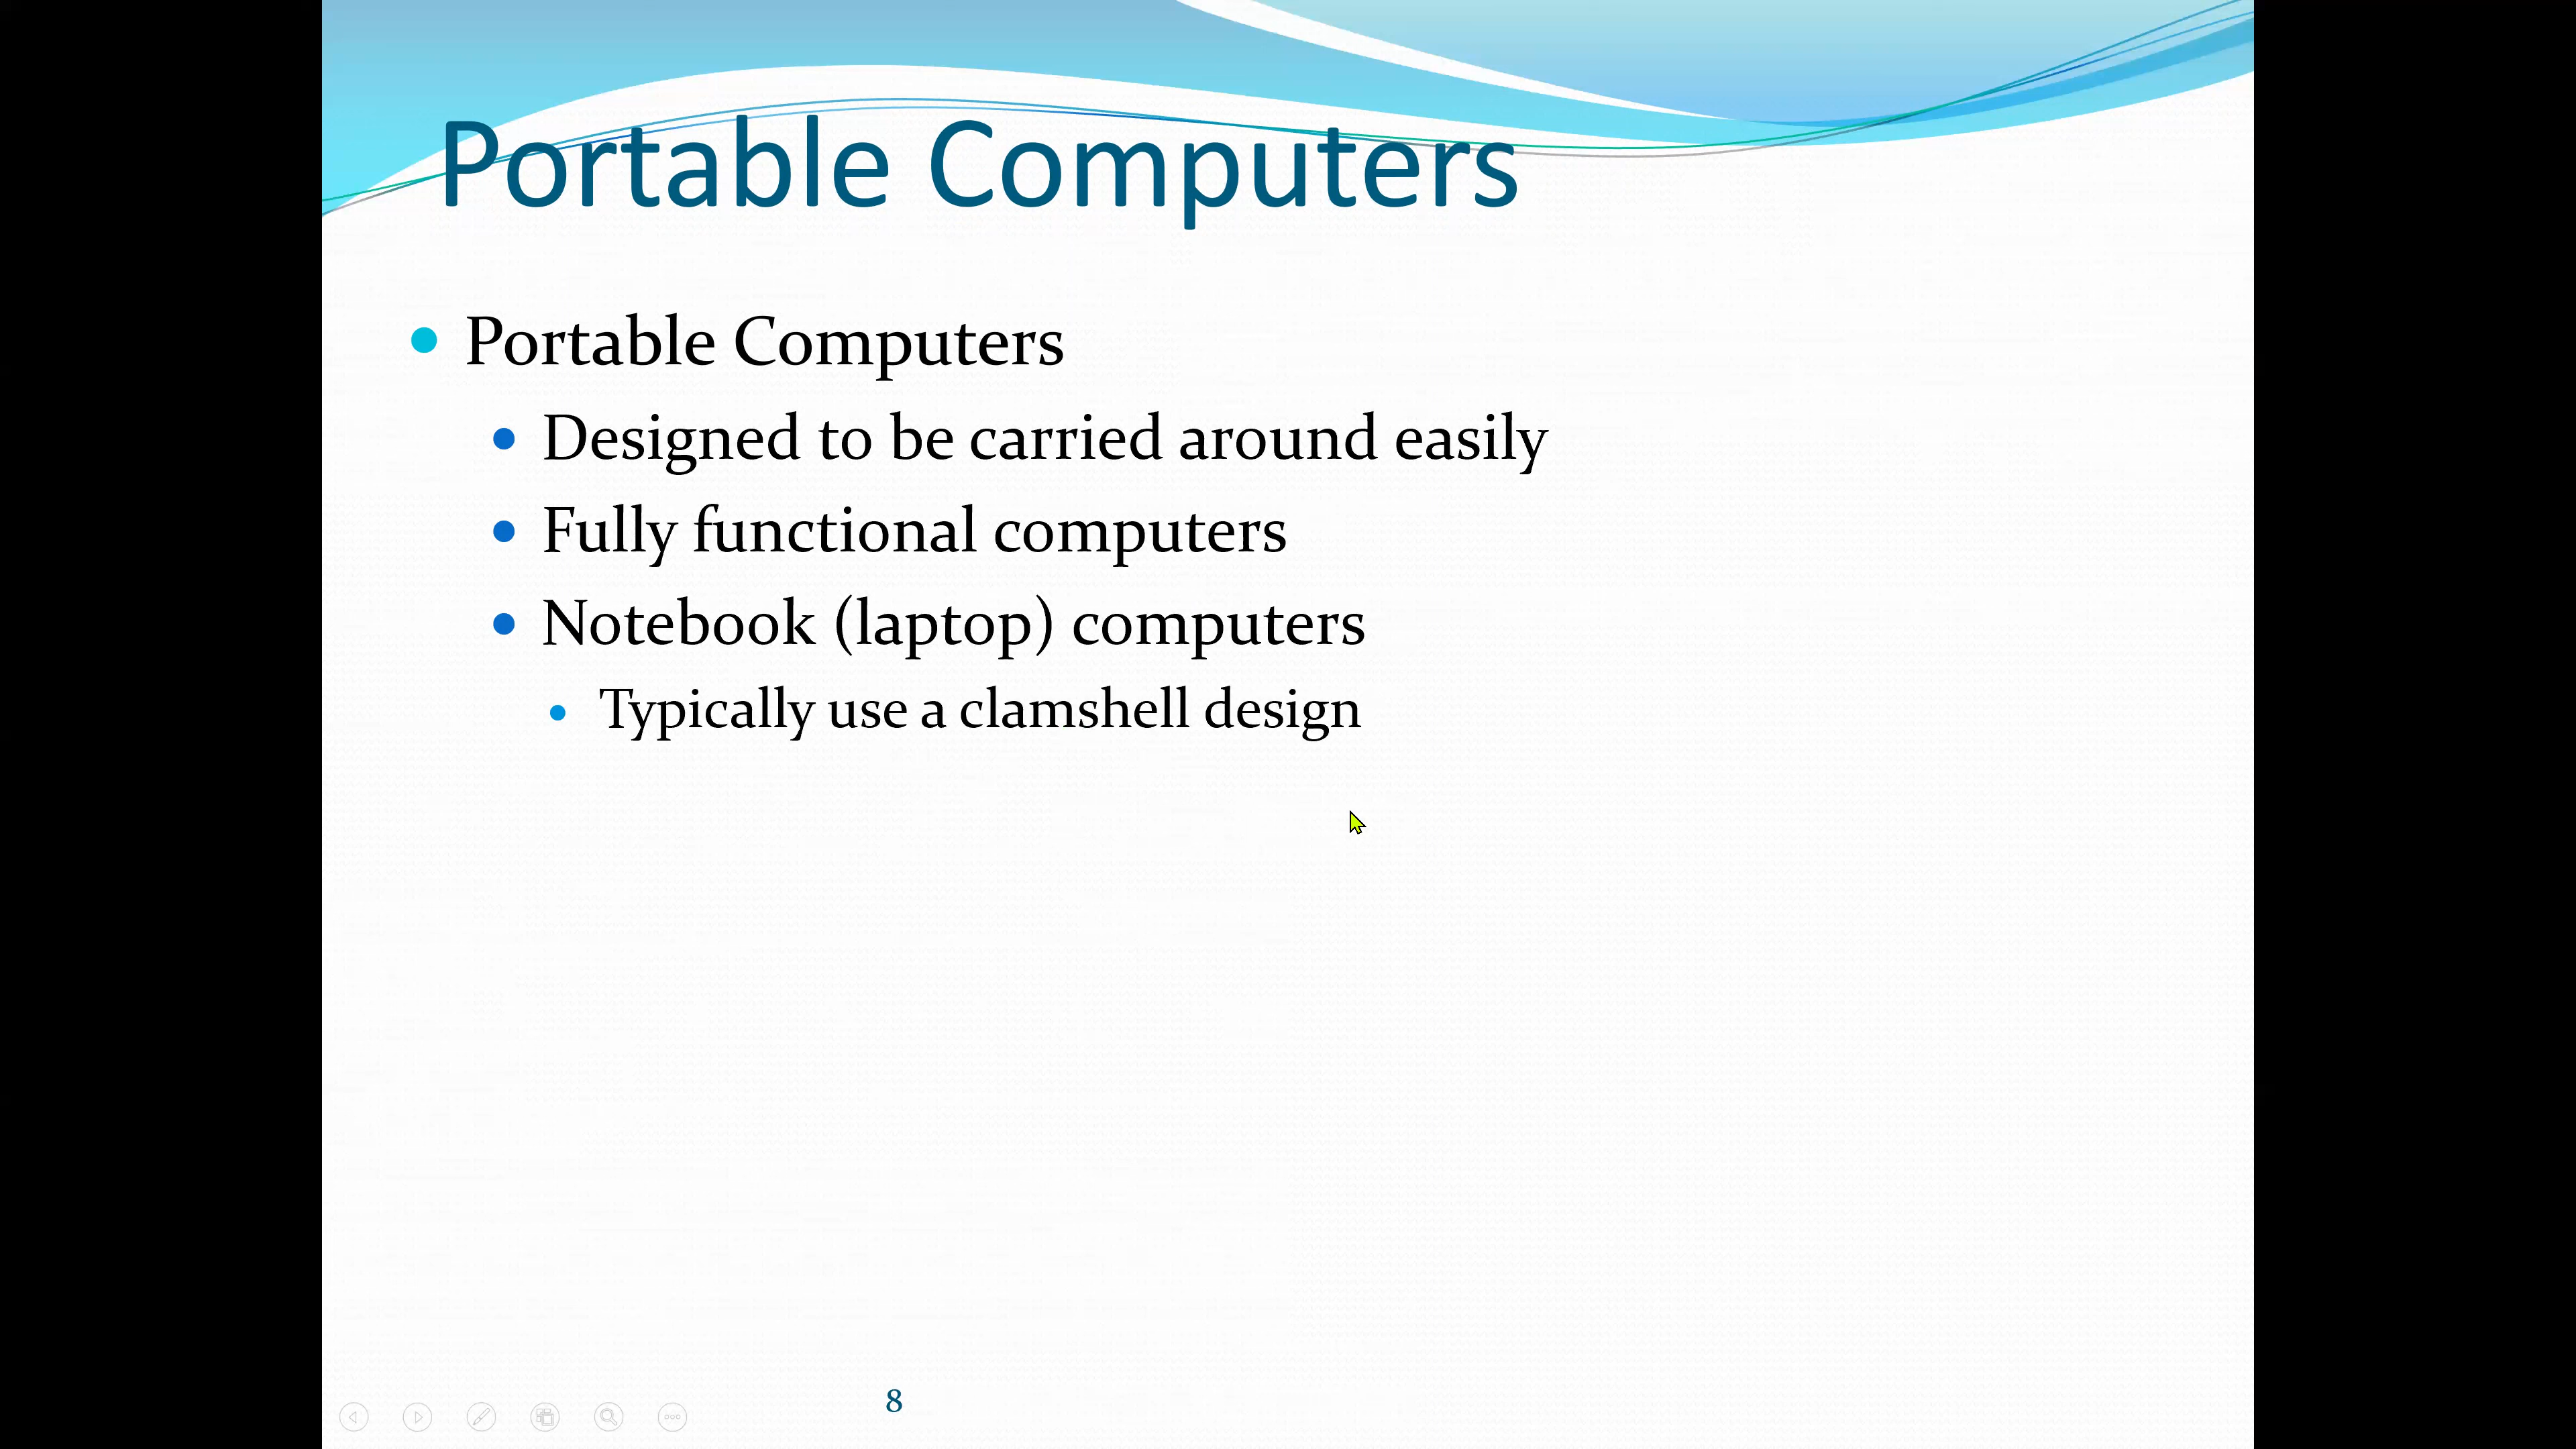 Portable Computers
Portable Computers
Designed to be carried around easily
Fully functional computers
Notebook (laptop) computers
Typically use a clamshell design
8